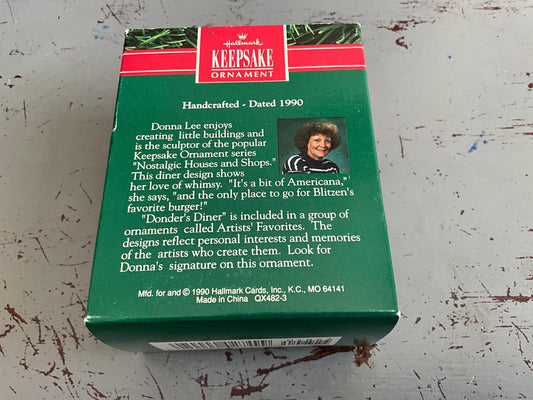 Hallmark
KEEPSAKE
ORNAMENT
Handcrafted - Dated 1990
Donna Lee enjoys
creating little buildings and
is the sculptor of the popular
Keepsake Ornament series
"Nostalgic Houses and Shops."
This diner design shows
her love of whimsy. "It's a bit of Americana,"
she says, "and the only place to go for Blitzen's
favorite burger!"
"Donder's Diner" is included in a group of
ornaments called Artists' Favorites. The
designs reflect personal interests and memories
of the artists who create them. Look for
Donna's signature on this ornament.
Mfd. for and © 1990 Hallmark Cards, Inc., K.C., MO 64141
Made in China QX482-3